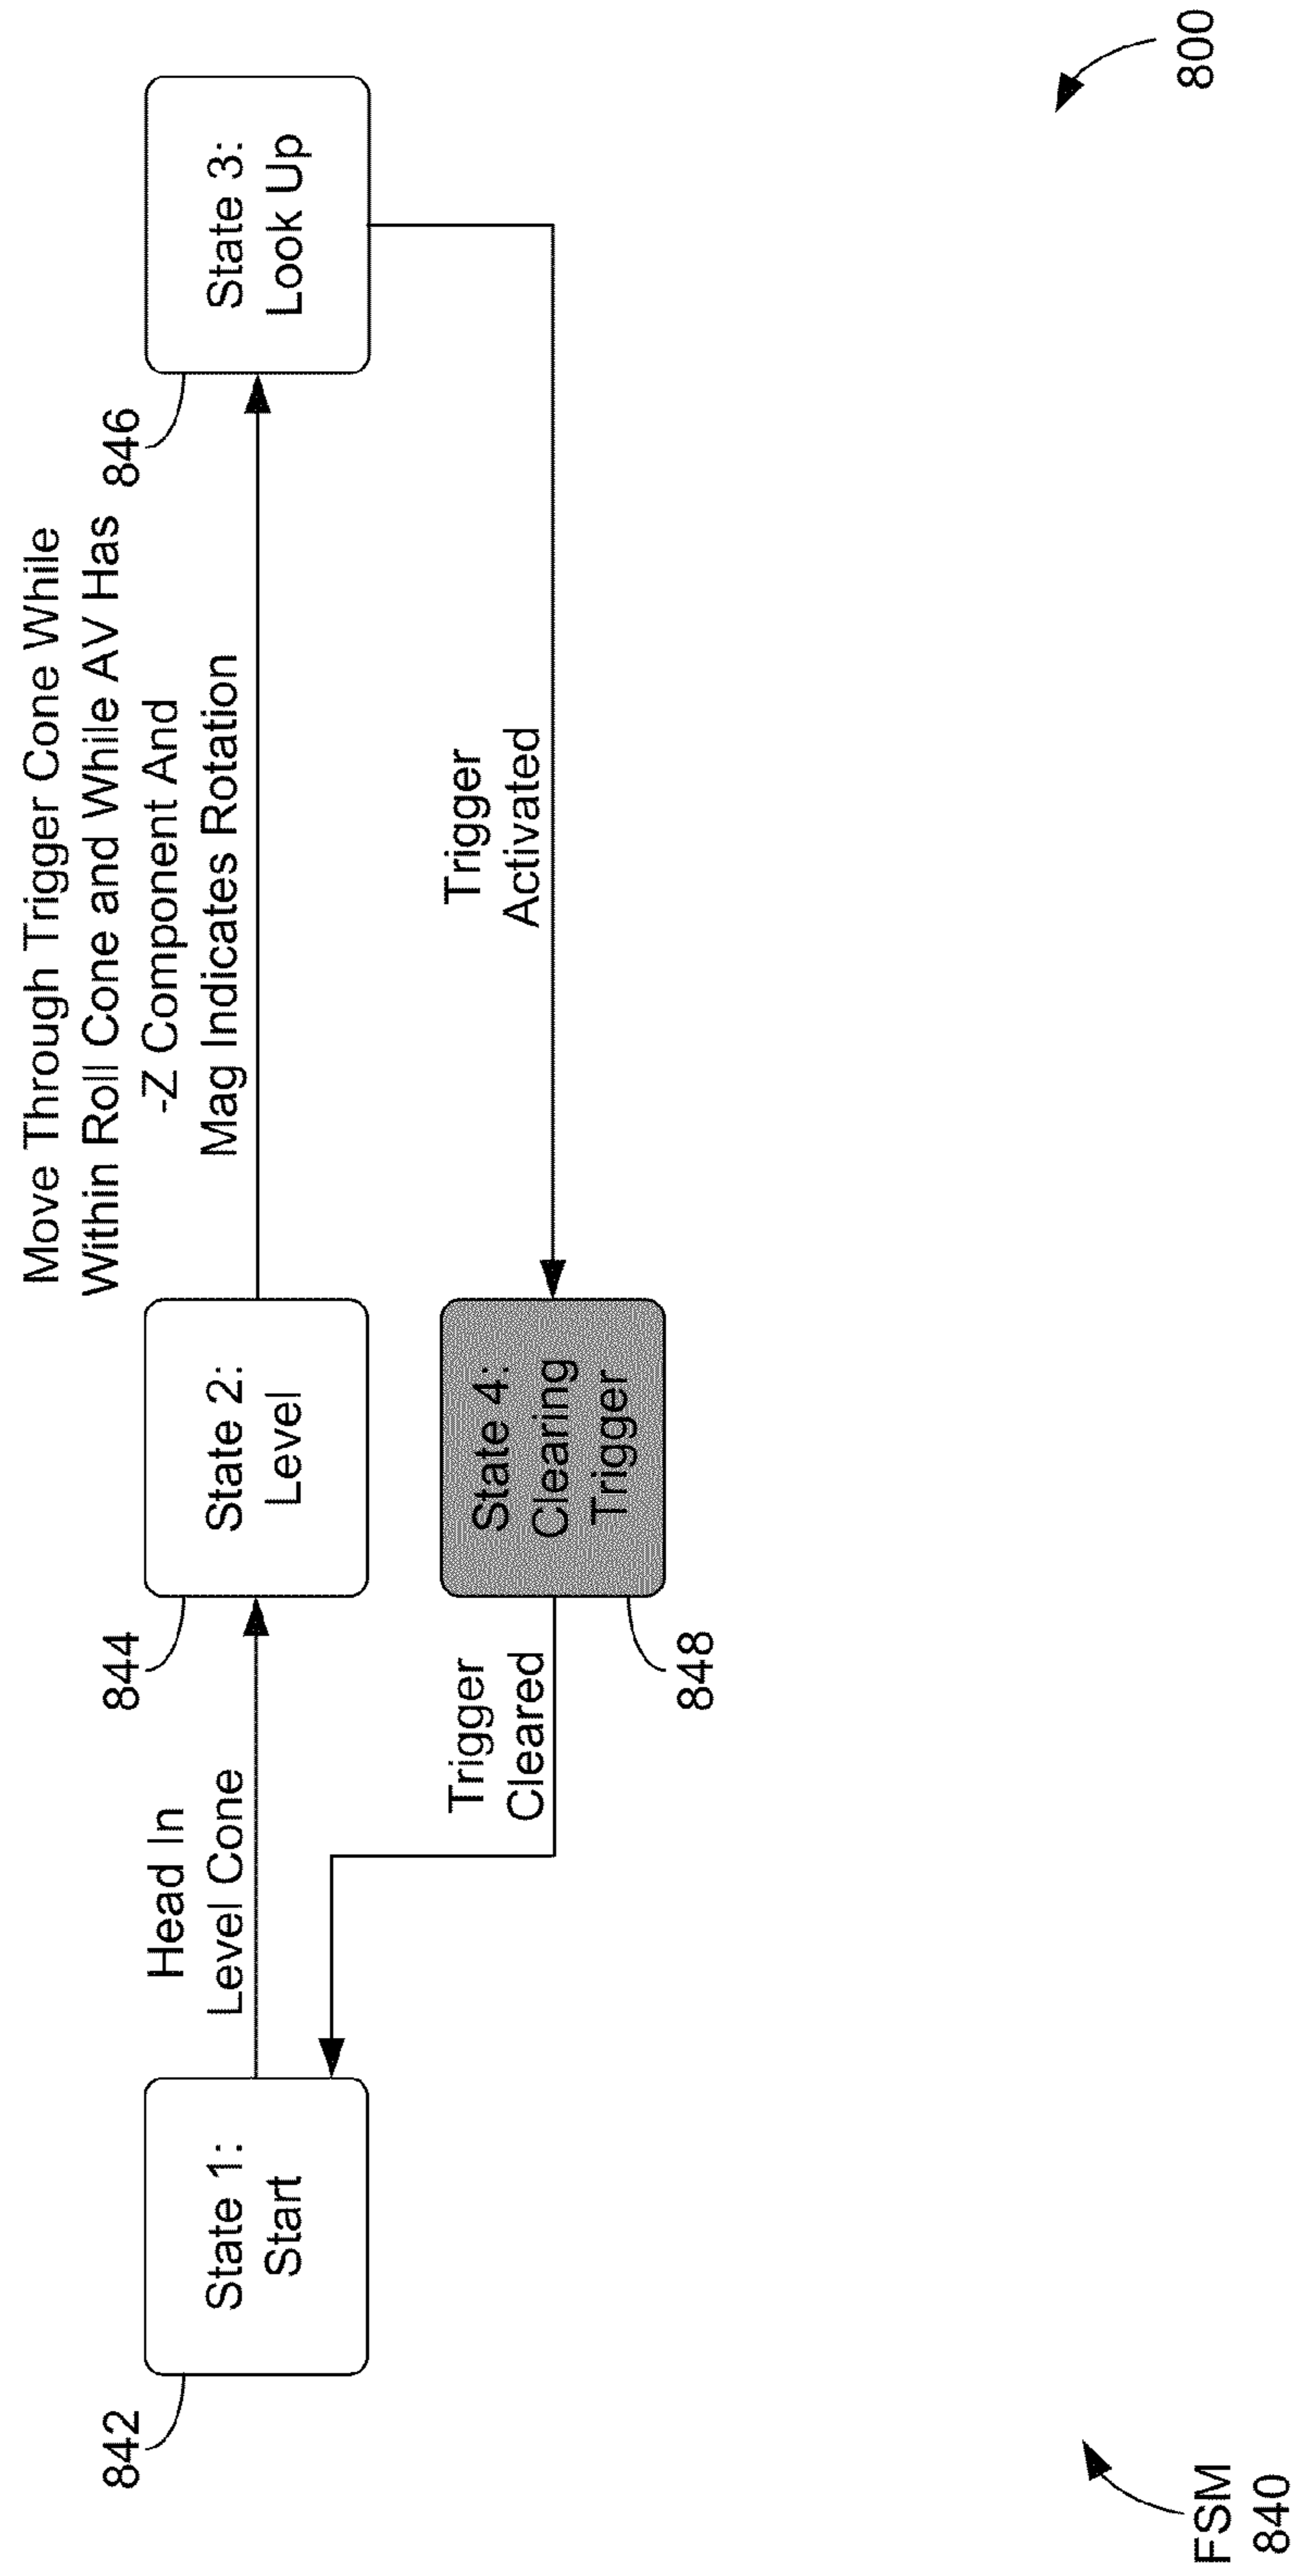 Move Through Trigger Cone While
Within Roll Cone and While AV Has
-Z Component And
Mag Indicates Rotation
842
844
846
Head In
Level Cone
State 1:
Start
State 2:
Level
State 3:
Look Up
Trigger
Cleared
State 4:
Clearing
Trigger
Trigger
Activated
848
FSM
840
800